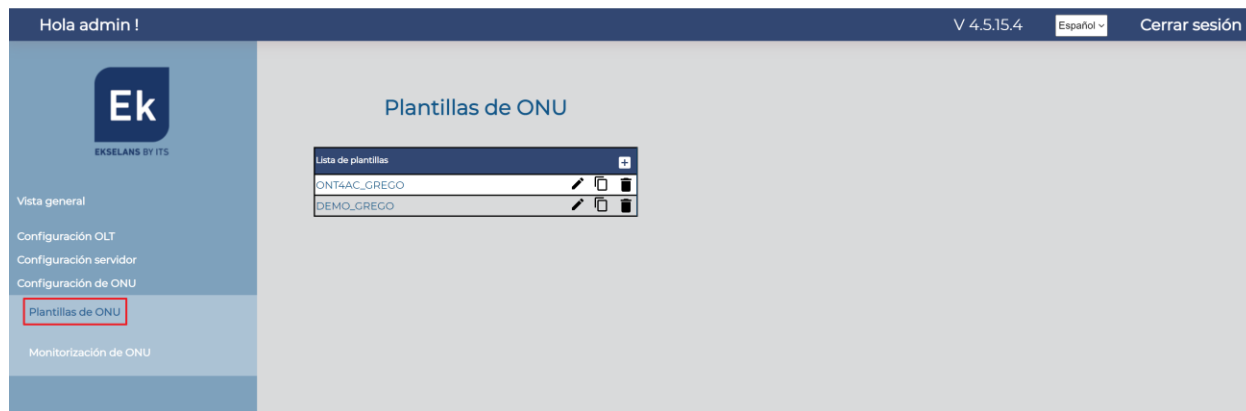 Hola admin !
V 4.5.15.4
Español
Cerrar sesión
Ek
EKSELANS BY ITS
Vista general
Configuración OLT
Configuración servidor
Configuración de ONU
Plantillas de ONU
Monitorización de ONU
Plantillas de ONU
Lista de plantillas
ONT4AC_GREGO
DEMO_GREGO